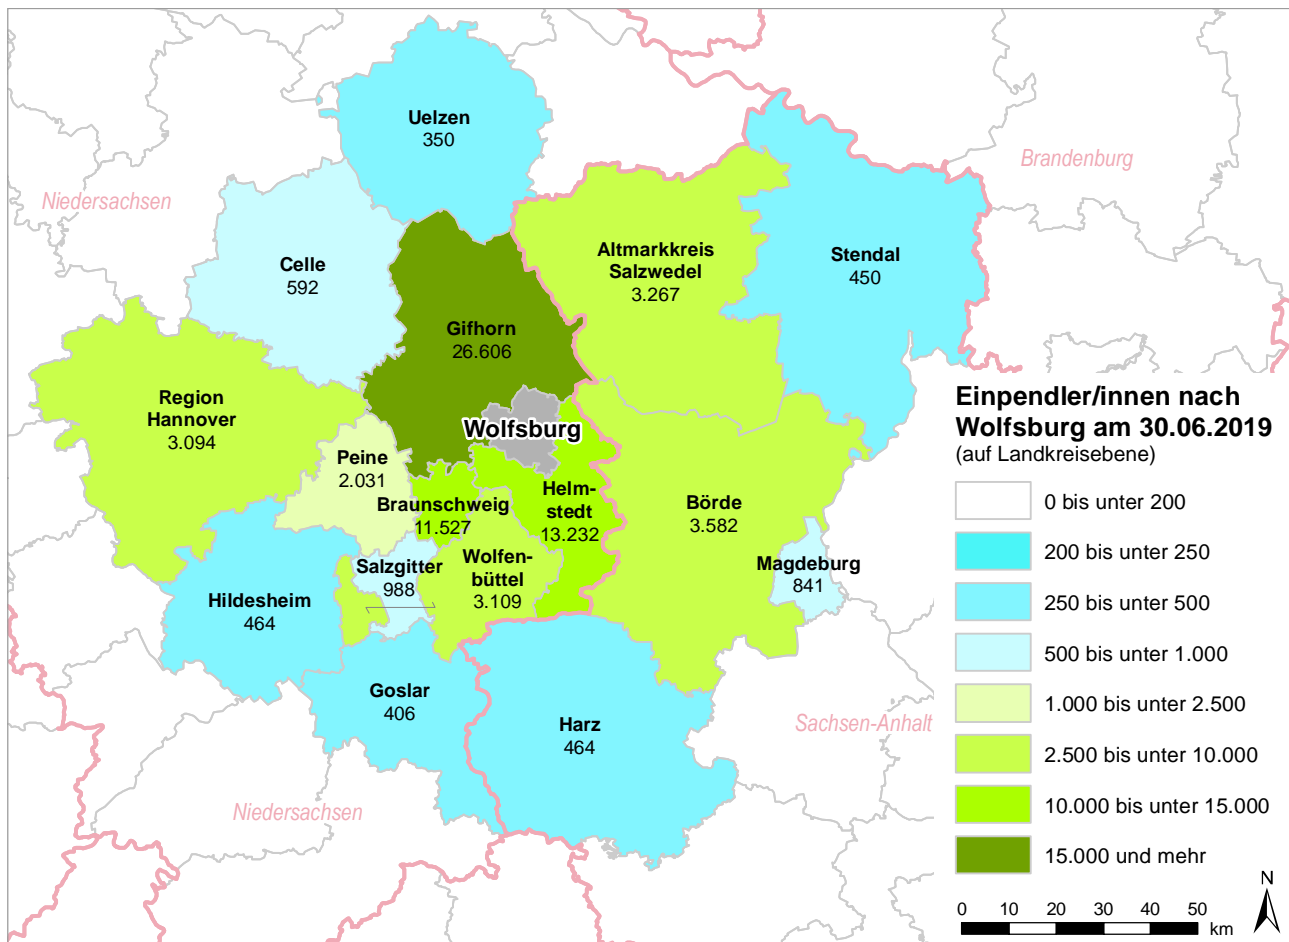 Uelzen
350
Brandenburg
Niedersachsen
Celle
592
Altmarkkreis
Salzwedel
3.267
Stendal
450
Gifhorn
26.606
Region
Hannover
3.094
Wolfsburg
Peine
2.031
Braunschweig
11.527
Helm-
stedt
13.232
Börde
3.582
Salzgitter
988
Wolfen-
büttel
3.109
Magdeburg
841
Hildesheim
464
Goslar
406
Harz
464
Sachsen-Anhalt
Niedersachsen
Einpendler/innen nach
Wolfsburg am 30.06.2019
(auf Landkreisebene)
0 bis unter 200
200 bis unter 250
250 bis unter 500
500 bis unter 1.000
1.000 bis unter 2.500
2.500 bis unter 10.000
10.000 bis unter 15.000
15.000 und mehr
N
0 10 20 30 40 50
km